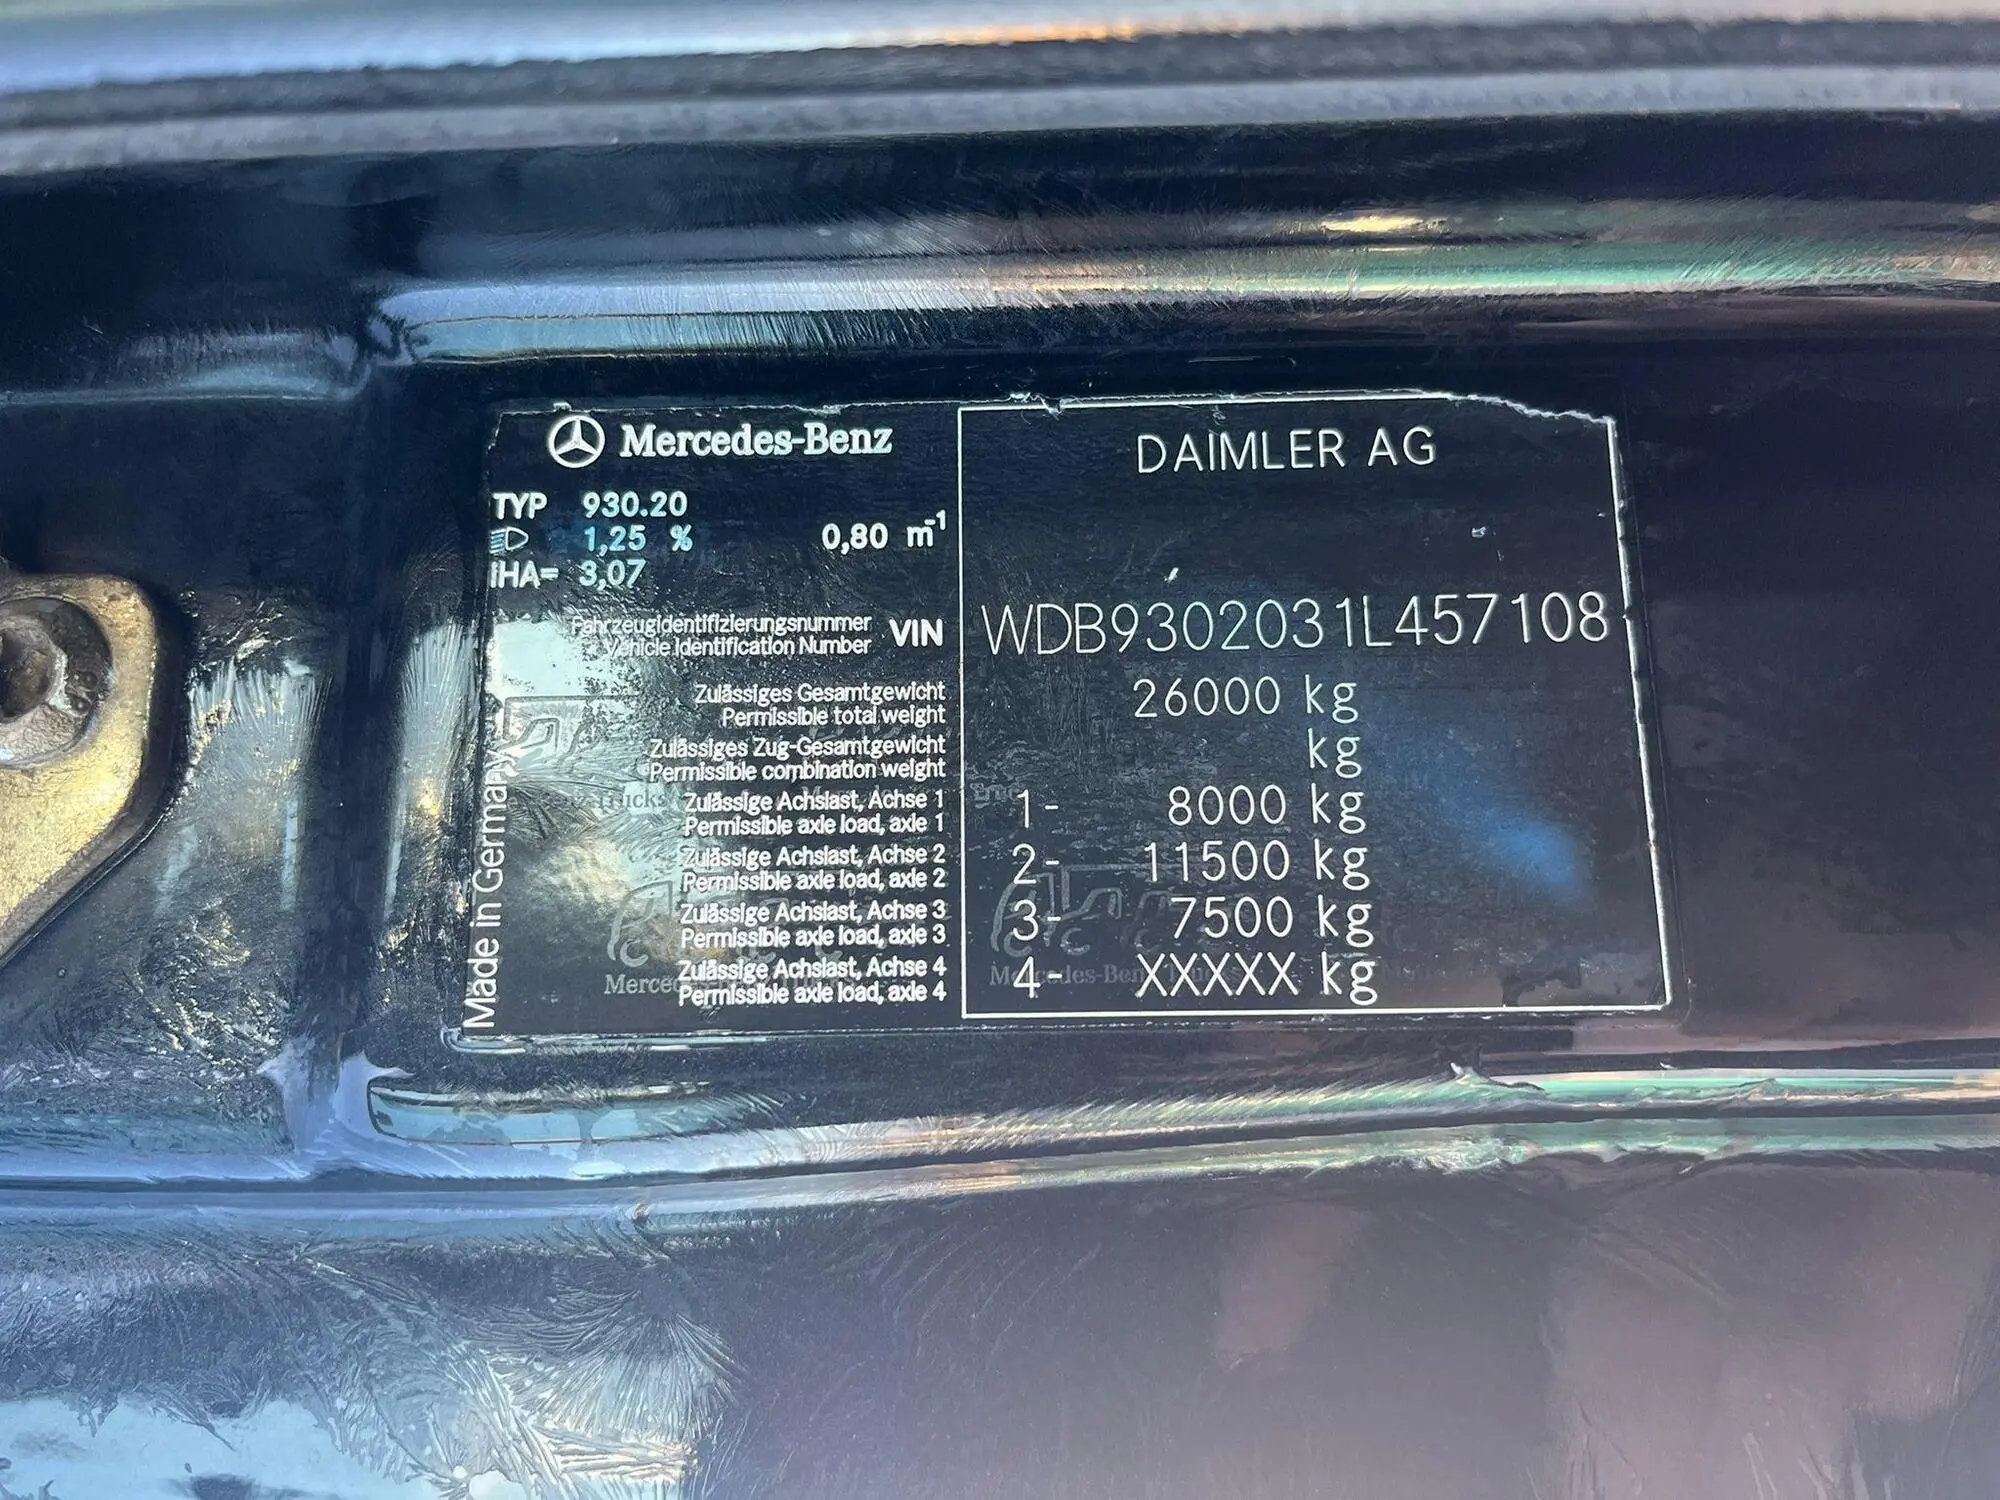 Mercedes-Benz
DAIMLER AG
TYP 930.20
1,25 % 0,80 m-1
iHA= 3,07
Fahrzeugidentifizierungsnummer
Vehicle Identification Number
VIN WDB9302031L457108
Zulässiges Gesamtgewicht
Permissible total weight
26000 kg
Zulässiges Zug-Gesamtgewicht
Permissible combination weight
kg
Zulässige Achslast, Achse 1
Permissible axle load, axle 1
1- 8000 kg
Zulässige Achslast, Achse 2
Permissible axle load, axle 2
2- 11500 kg
Zulässige Achslast, Achse 3
Permissible axle load, axle 3
3- 7500 kg
Zulässige Achslast, Achse 4
Permissible axle load, axle 4
4- XXXXX kg
Made in Germany